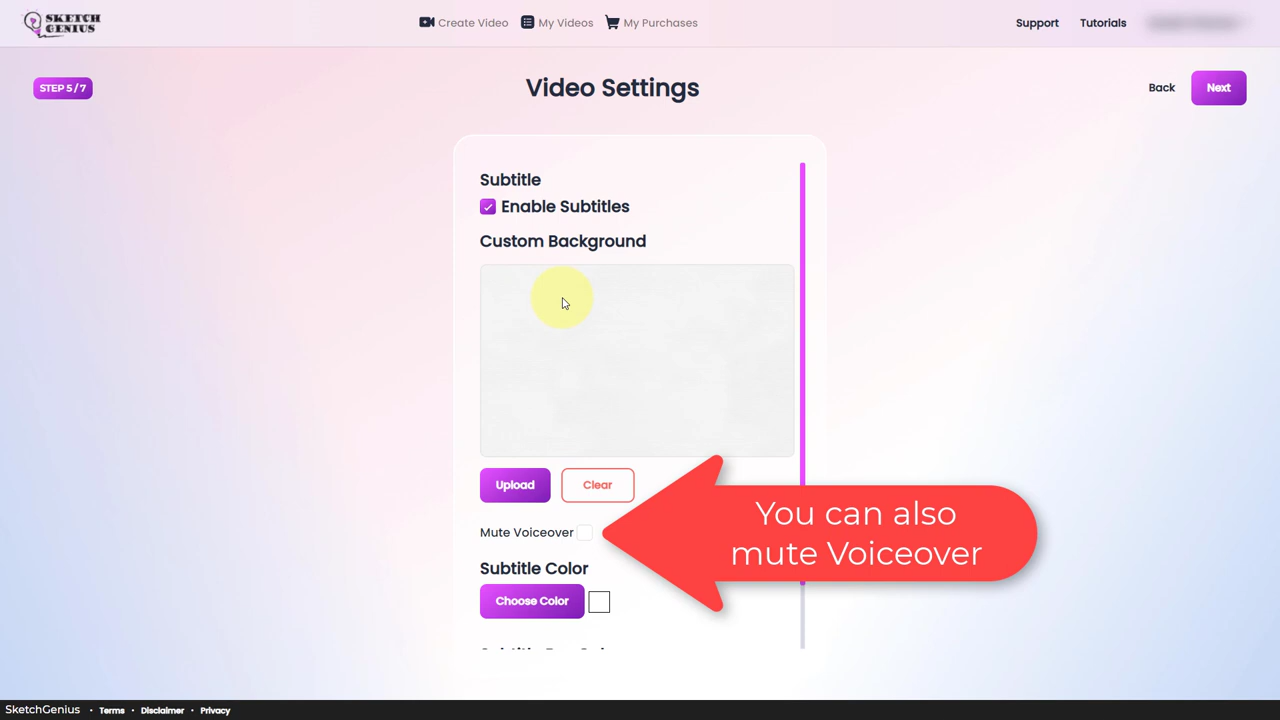 SKETCH
GENIUS
Create Video
My Videos
My Purchases
Support
Tutorials
STEP 5 / 7
Video Settings
Back
Next
Subtitle
Enable Subtitles
Custom Background
Upload
Clear
Mute Voiceover
You can also
mute Voiceover
Subtitle Color
Choose Color
SketchGenius · Terms · Disclaimer · Privacy